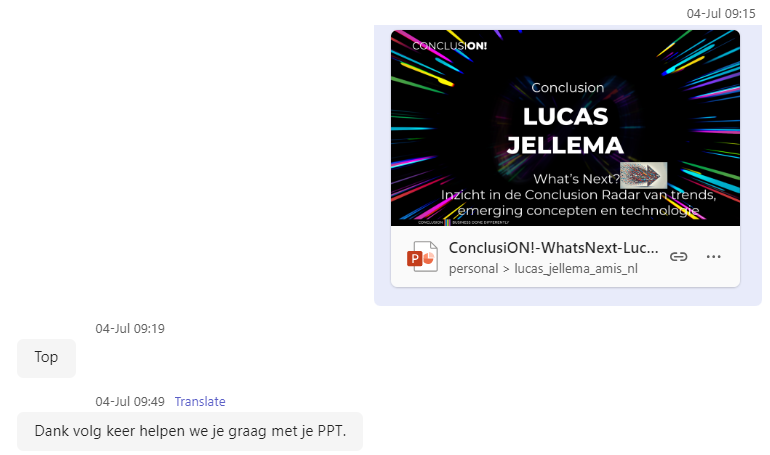 04-Jul 09:15
CONCLUSION!
Conclusion
LUCAS
JELLEMA
What's Next?
Inzicht in de Conclusion Radar van trends,
emerging concepten en technologie
CONCLUSION BUSINESS DONE DIFFERENTLY
P
ConclusiON!-WhatsNext-Luc...
personal > lucas_jellema_amis_nl
04-Jul 09:19
Top
04-Jul 09:49 Translate
Dank volg keer helpen we je graag met je PPT.